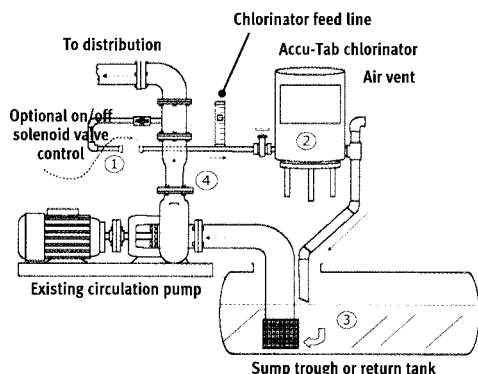 Chlorinator feed line
To distribution
Accu-Tab chlorinator
Air vent
Optional on/off
solenoid valve
control
①
②
④
Existing circulation pump
③
Sump trough or return tank